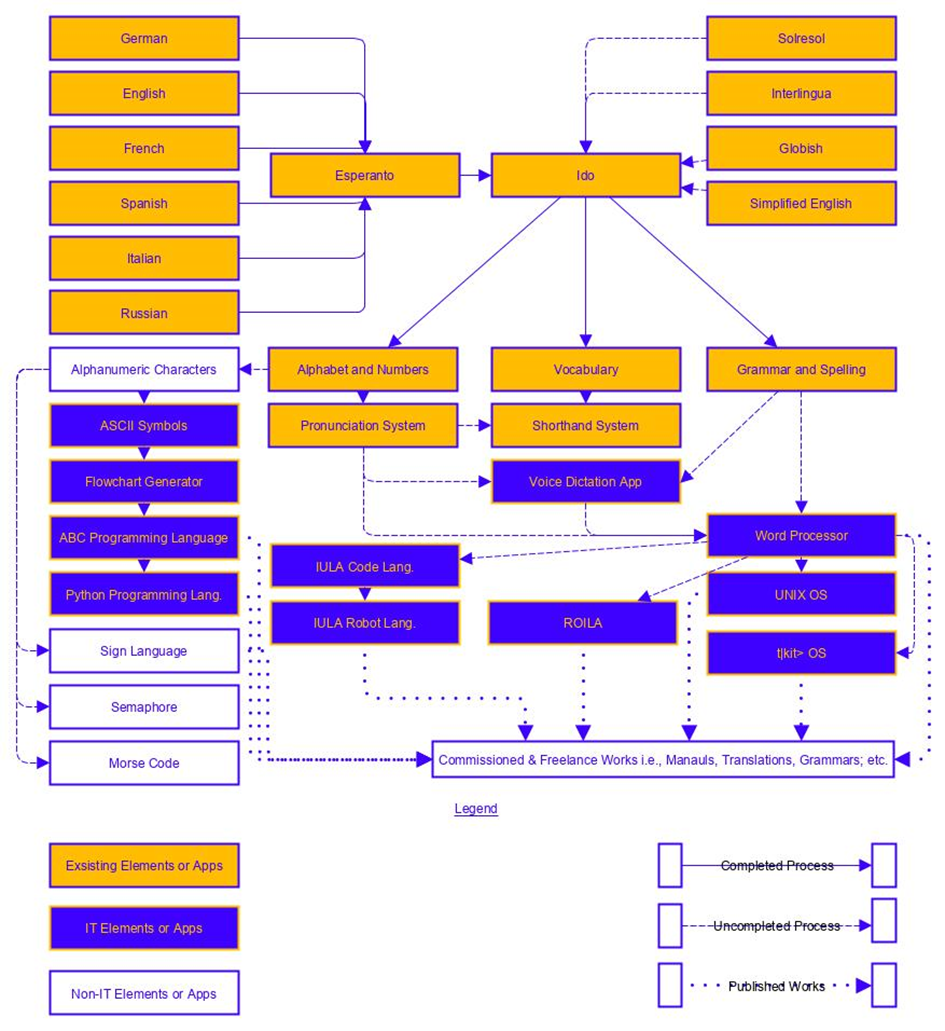 German
Solresol
English
Interlingua
French
Globish
Esperanto
Ido
Spanish
Simplified English
Italian
Russian
Alphanumeric Characters
Alphabet and Numbers
Vocabulary
Grammar and Spelling
ASCII Symbols
Pronunciation System
Shorthand System
Flowchart Generator
Voice Dictation App
ABC Programming Language
Word Processor
IULA Code Lang.
Python Programming Lang.
UNIX OS
IULA Robot Lang.
ROILA
Sign Language
t|kit> OS
Semaphore
Morse Code
Commissioned & Freelance Works i.e., Manauls, Translations, Grammars; etc.
Legend
Exsisting Elements or Apps
Completed Process
IT Elements or Apps
Uncompleted Process
Non-IT Elements or Apps
Published Works